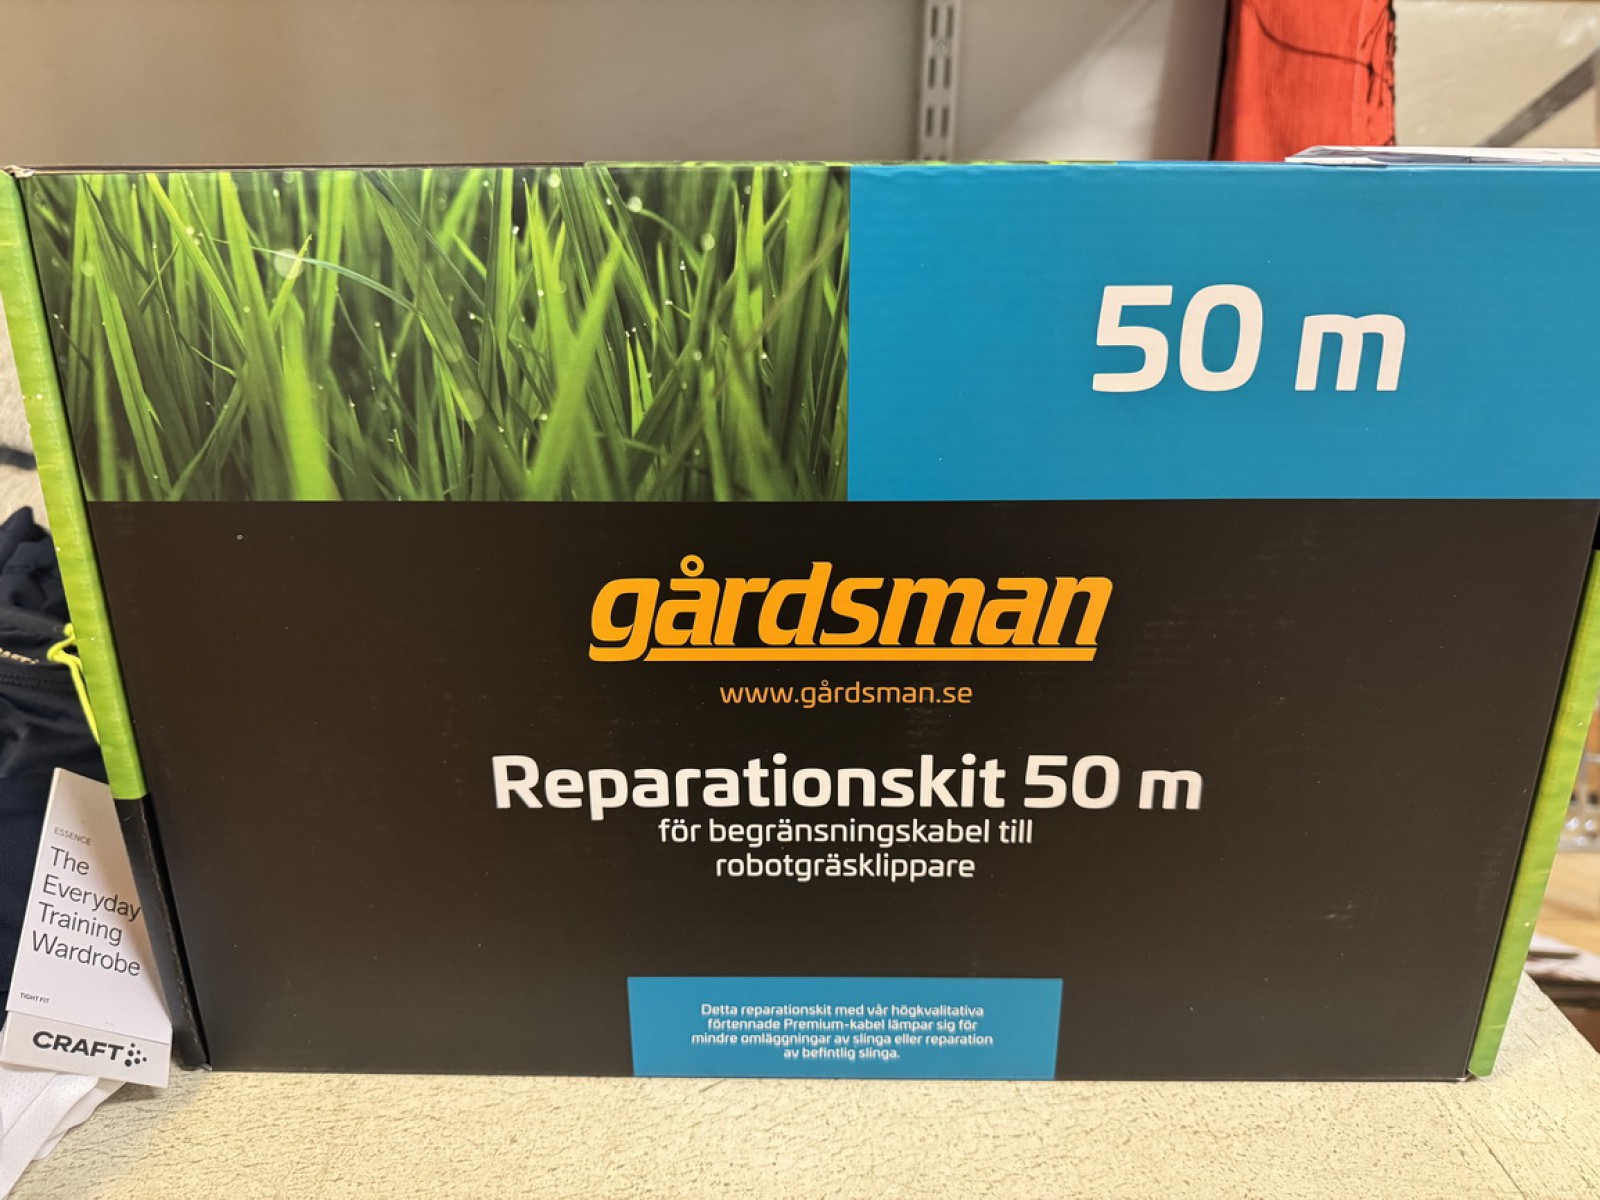 50 m
gårdsman
www.gårdsman.se
Reparationskit 50 m
för begränsningskabel till
robotgräsklippare
Detta reparationskit med vår högkvalitativa
förtennade Premium-kabel lämpar sig för
mindre omläggningar av slinga eller reparation
av befintlig slinga.
ESSENCE
The
Everyday
Training
Wardrobe
TIGHT FIT
CRAFT